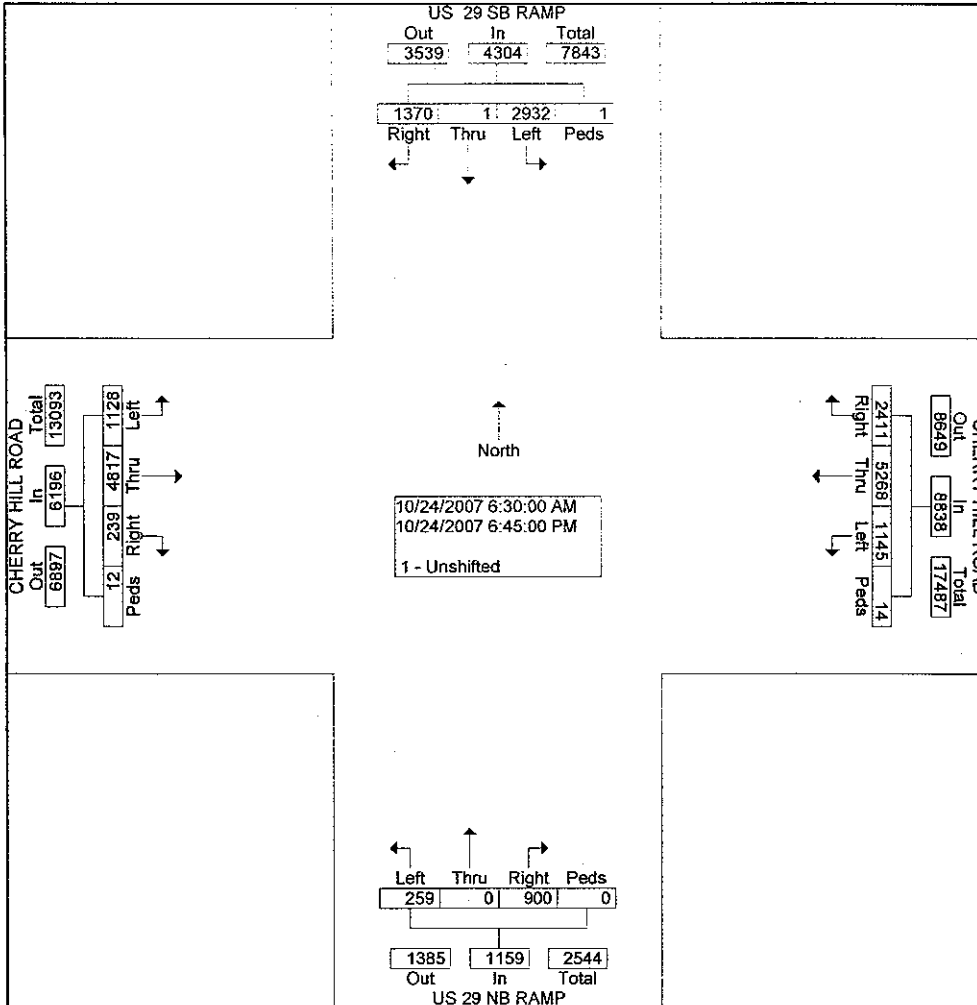 US 29 SB RAMP
Out In Total
3539 4304 7843
1370 1 2932 1
Right Thru Left Peds
CHERRY HILL ROAD
Total In Out
13093 6196 6897
1128 4817 239 12
Left Thru Right Peds
North
10/24/2007 6:30:00 AM
10/24/2007 6:45:00 PM
1 - Unshifted
Right Thru Left Peds
2411 5268 1145 14
Out In Total
8649 8838 17487
Left Thru Right Peds
259 0 900 0
1385 1159 2544
Out In Total
US 29 NB RAMP